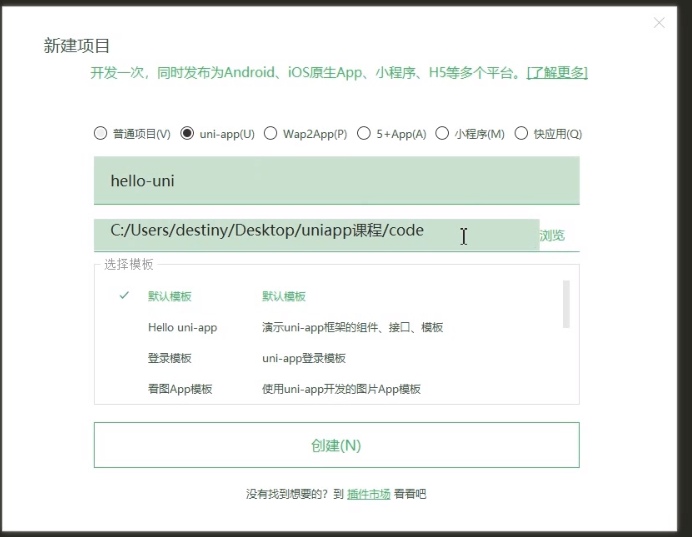 新建项目
开发一次，同时发布为Android、iOS原生App、小程序、H5等多个平台。[了解更多]
普通项目(V) uni-app(U) Wap2App(P) 5+App(A) 小程序(M) 快应用(Q)
hello-uni
C:/Users/destiny/Desktop/uniapp课程/code 浏览
选择模板
默认模板 默认模板
Hello uni-app 演示uni-app框架的组件、接口、模板
登录模板 uni-app登录模板
看图App模板 使用uni-app开发的图片App模板
创建(N)
没有找到想要的？到 插件市场 看看吧